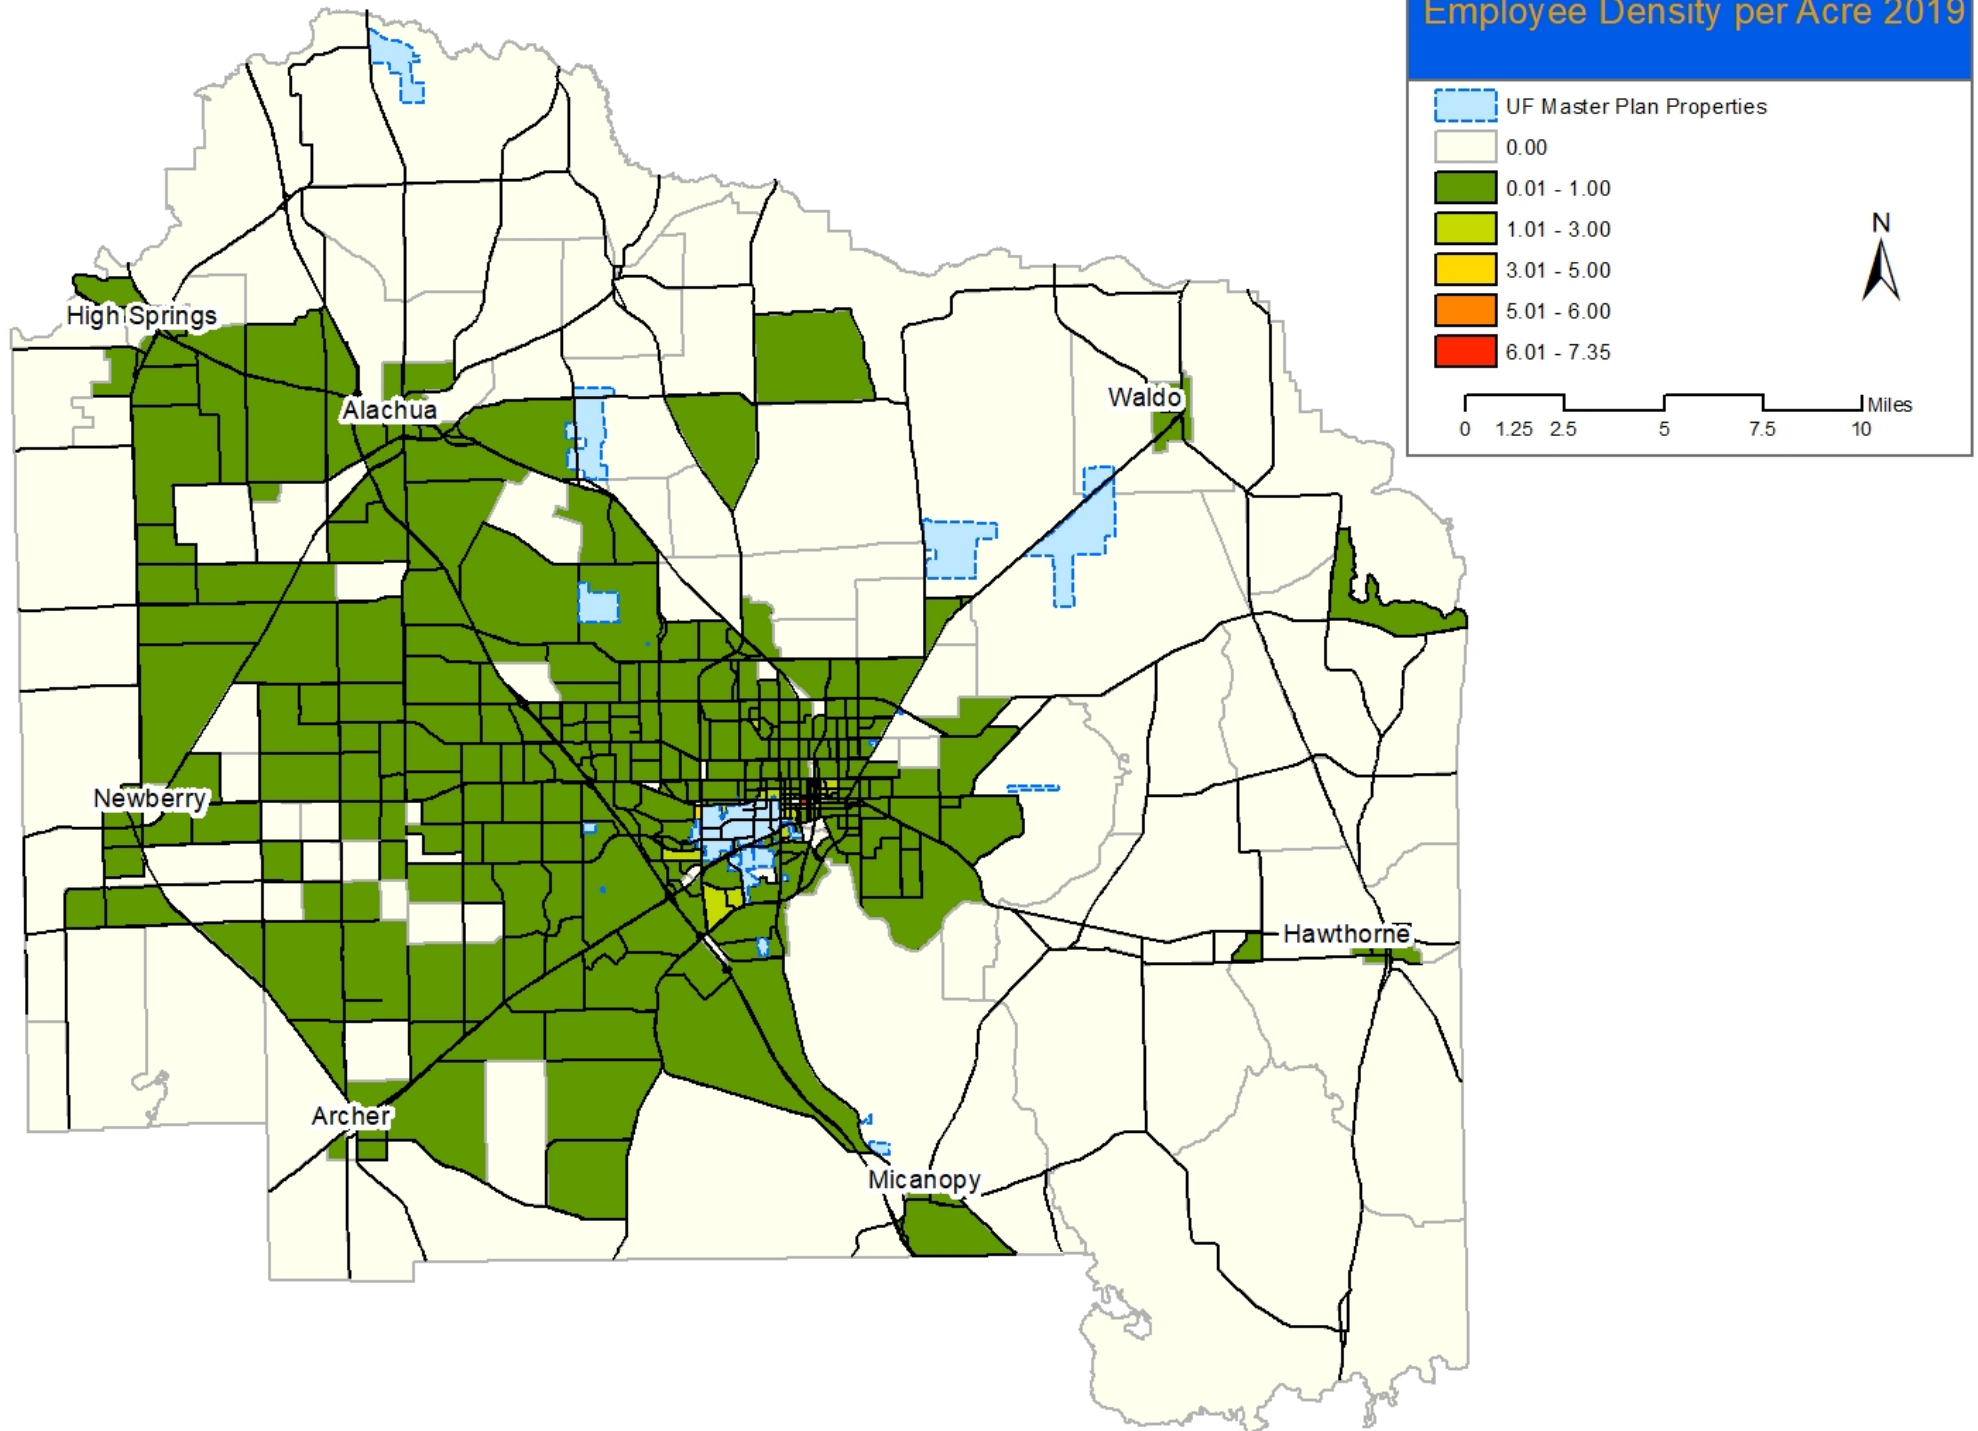 Employee Density per Acre 2019
UF Master Plan Properties
0.00
0.01 - 1.00
1.01 - 3.00
3.01 - 5.00
5.01 - 6.00
6.01 - 7.35
N
Miles
0 1.25 2.5 5 7.5 10
High Springs
Alachua
Waldo
Newberry
Hawthorne
Archer
Micanopy